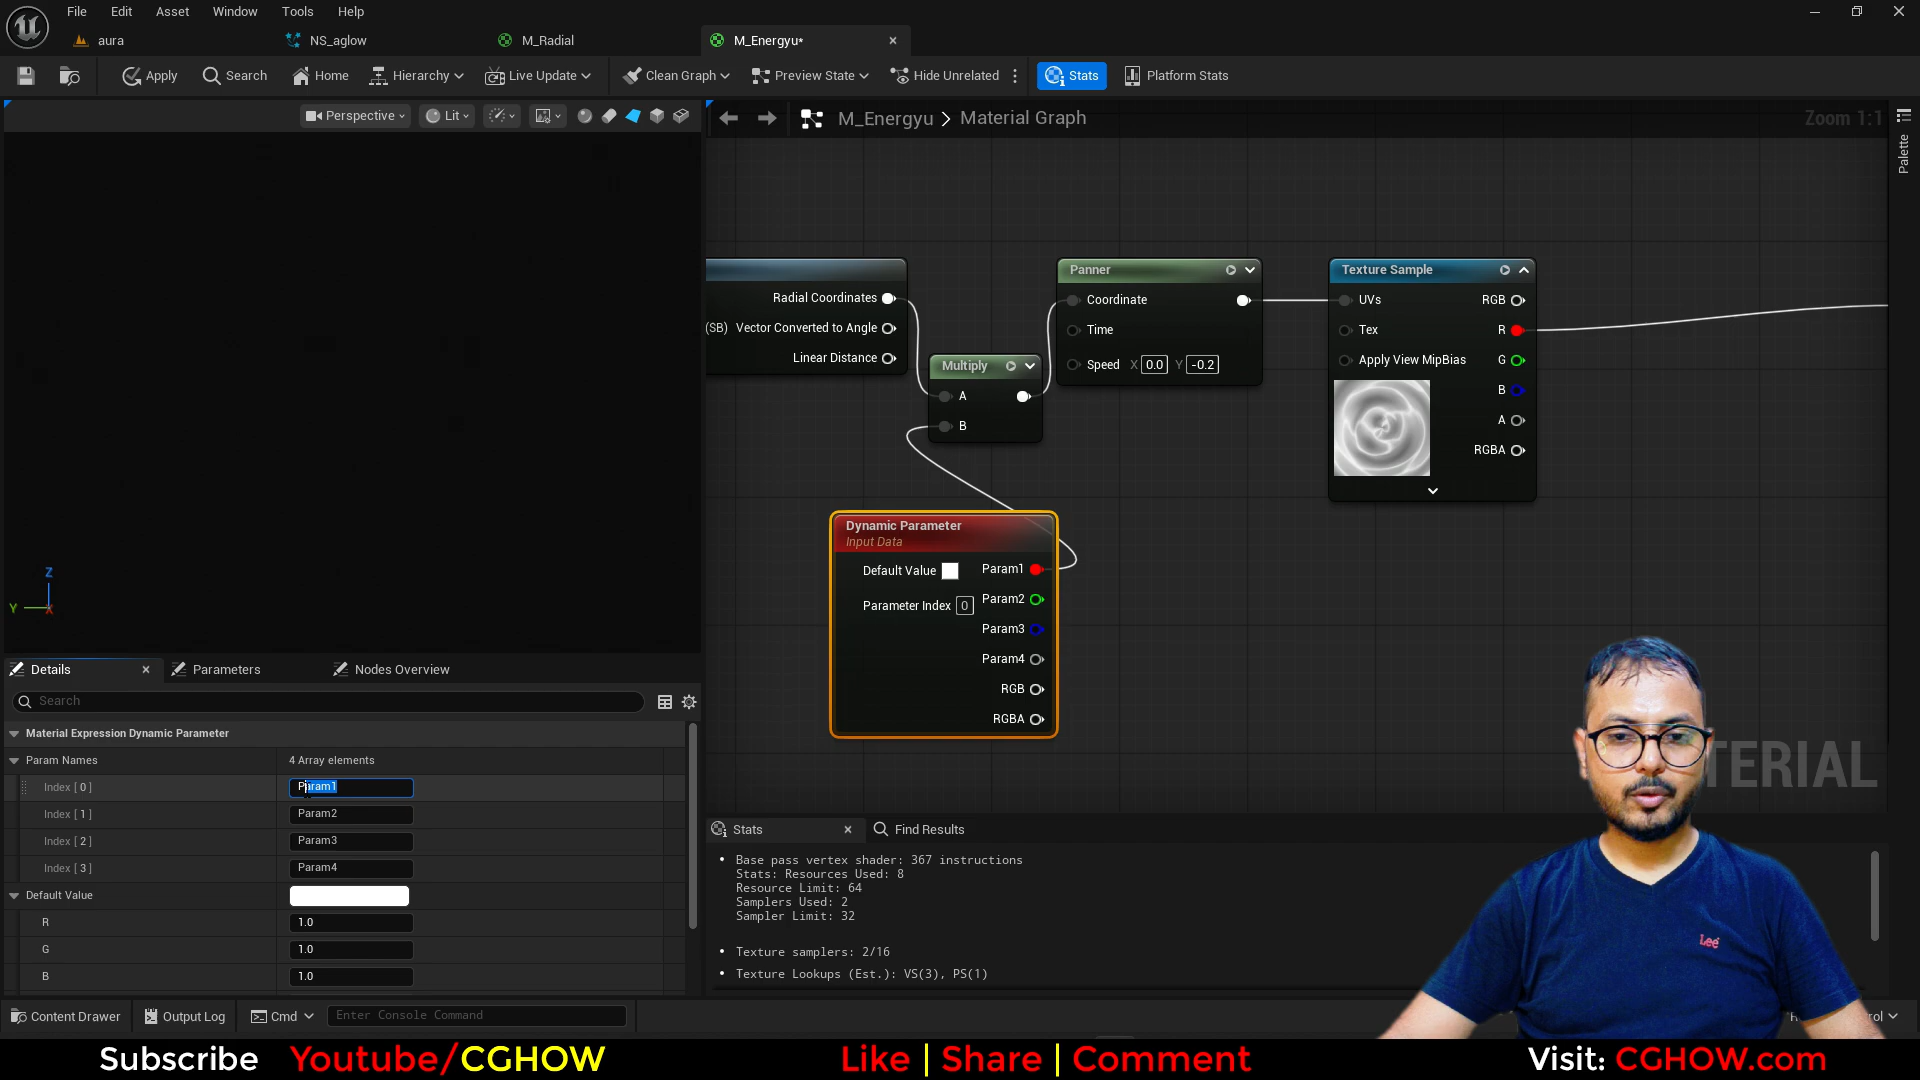 File Edit Asset Window Tools Help
aura NS_aglow M_Radial M_Energyu*
Apply Search Home Hierarchy Live Update Clean Graph Preview State Hide Unrelated Stats Platform Stats
Perspective Lit
M_Energyu > Material Graph Zoom 1:1
Palette
Radial Coordinates
(SB) Vector Converted to Angle
Linear Distance
Multiply
A
B
Panner
Coordinate
Time
Speed X 0.0 Y -0.2
Texture Sample
UVs RGB
Tex R
Apply View MipBias G
B
A
RGBA
Dynamic Parameter
Input Data
Default Value Param1
Parameter Index 0 Param2
Param3
Param4
RGB
RGBA
Z
Y X
TERIAL
Details Parameters Nodes Overview
Search
Material Expression Dynamic Parameter
Param Names 4 Array elements
Index [ 0 ] Param1
Index [ 1 ] Param2
Index [ 2 ] Param3
Index [ 3 ] Param4
Default Value
R 1.0
G 1.0
B 1.0
Stats Find Results
• Base pass vertex shader: 367 instructions
Stats: Resources Used: 8
Resource Limit: 64
Samplers Used: 2
Sampler Limit: 32
• Texture samplers: 2/16
• Texture Lookups (Est.): VS(3), PS(1)
Lee
Content Drawer Output Log Cmd Enter Console Command
Subscribe Youtube/CGHOW Like | Share | Comment Visit: CGHOW.com